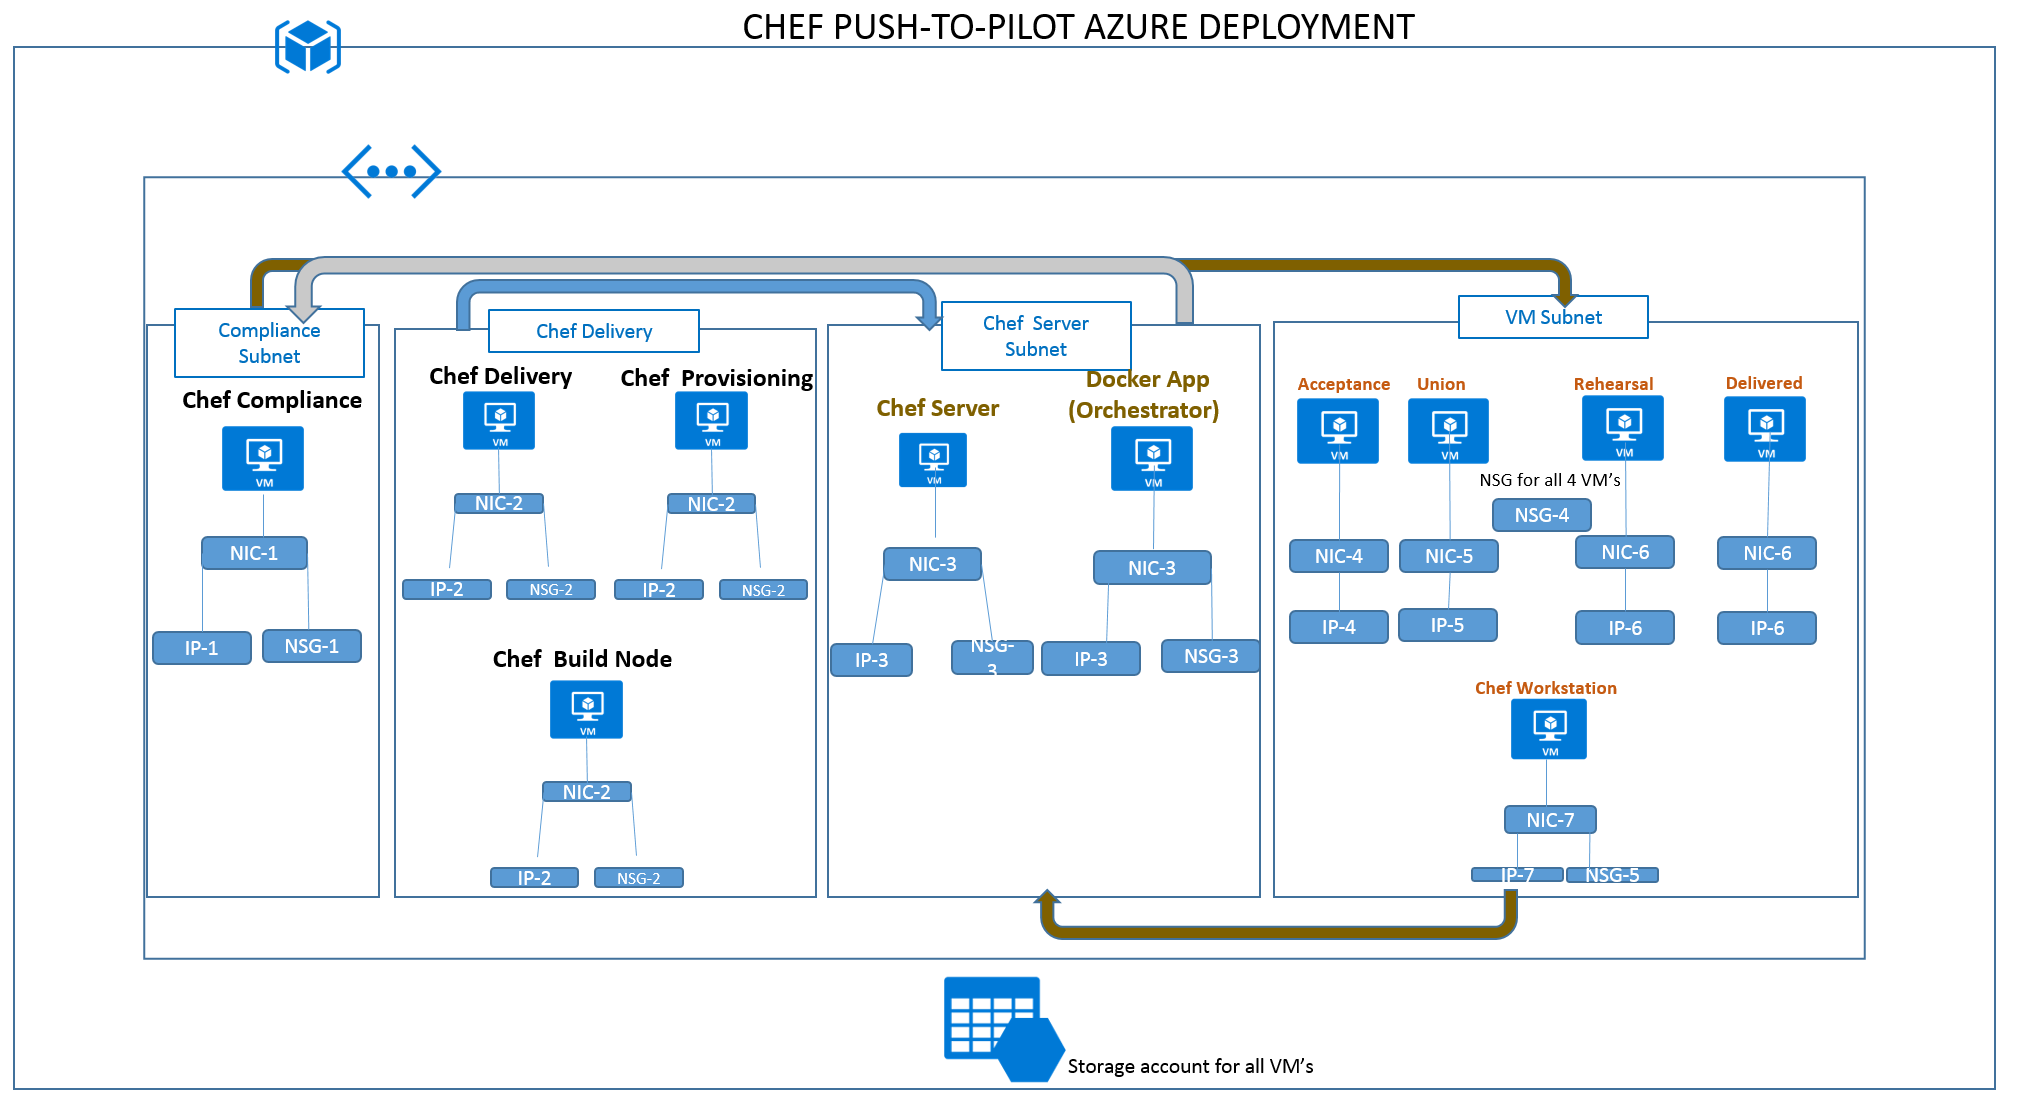 CHEF PUSH-TO-PILOT AZURE DEPLOYMENT
Compliance
Subnet
Chef Compliance
VM
NIC-1
IP-1
NSG-1
Chef Delivery
Chef Delivery
VM
NIC-2
IP-2
NSG-2
Chef Provisioning
VM
NIC-2
IP-2
NSG-2
Chef Build Node
VM
NIC-2
IP-2
NSG-2
Chef Server
Subnet
Chef Server
VM
NIC-3
IP-3
NSG-
3
Docker App
(Orchestrator)
VM
NIC-3
IP-3
NSG-3
VM Subnet
Acceptance
VM
NIC-4
IP-4
Union
VM
NIC-5
IP-5
NSG for all 4 VM's
NSG-4
Rehearsal
VM
NIC-6
IP-6
Delivered
VM
NIC-6
IP-6
Chef Workstation
VM
NIC-7
IP-7
NSG-5
Storage account for all VM's